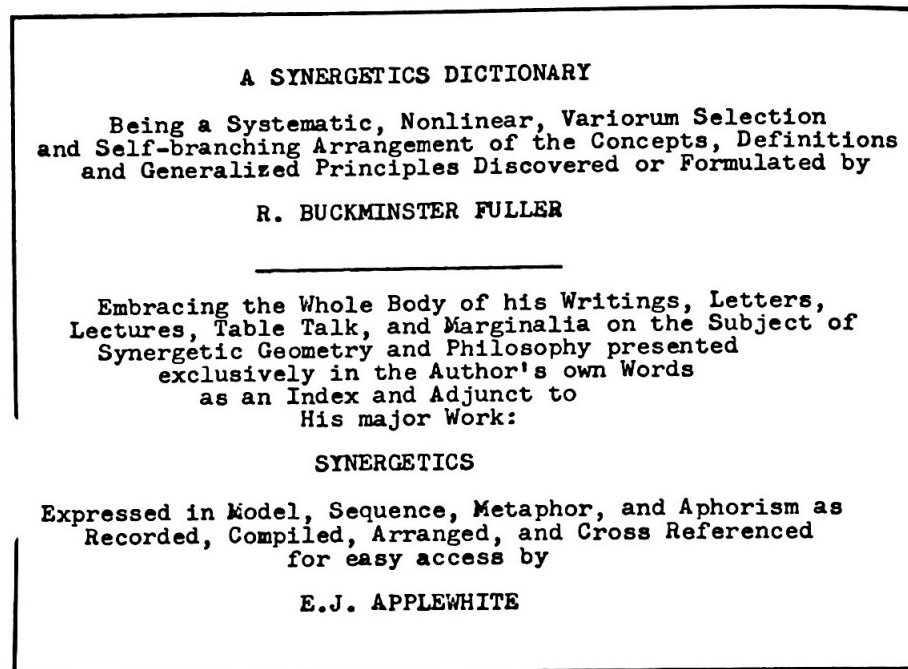 A SYNERGETICS DICTIONARY
Being a Systematic, Nonlinear, Variorum Selection
and Self-branching Arrangement of the Concepts, Definitions
and Generalized Principles Discovered or Formulated by
R. BUCKMINSTER FULLER
Embracing the Whole Body of his Writings, Letters,
Lectures, Table Talk, and Marginalia on the Subject of
Synergetic Geometry and Philosophy presented
exclusively in the Author's own Words
as an Index and Adjunct to
His major Work:
SYNERGETICS
Expressed in Model, Sequence, Metaphor, and Aphorism as
Recorded, Compiled, Arranged, and Cross Referenced
for easy access by
E.J. APPLEWHITE